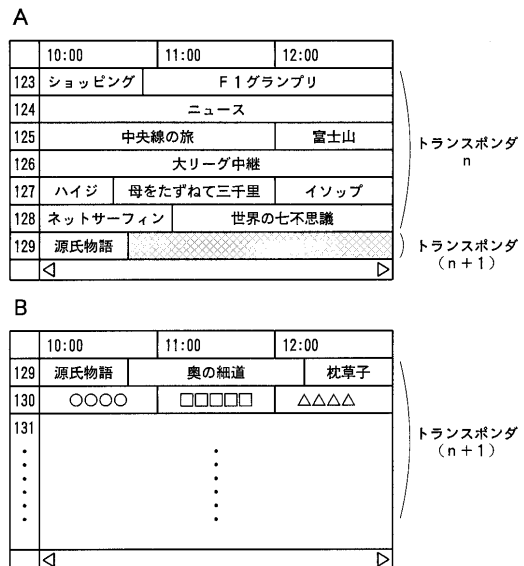 A
10:00 11:00 12:00
123 ショッピング F1グランプリ
124 ニュース
125 中央線の旅 富士山
126 大リーグ中継
127 ハイジ 母をたずねて三千里 イソップ
128 ネットサーフィン 世界の七不思議
トランスポンダ
n
129 源氏物語
トランスポンダ
(n+1)
B
10:00 11:00 12:00
129 源氏物語 奥の細道 枕草子
130 ○○○○ □□□□□ △△△△
131
トランスポンダ
(n+1)